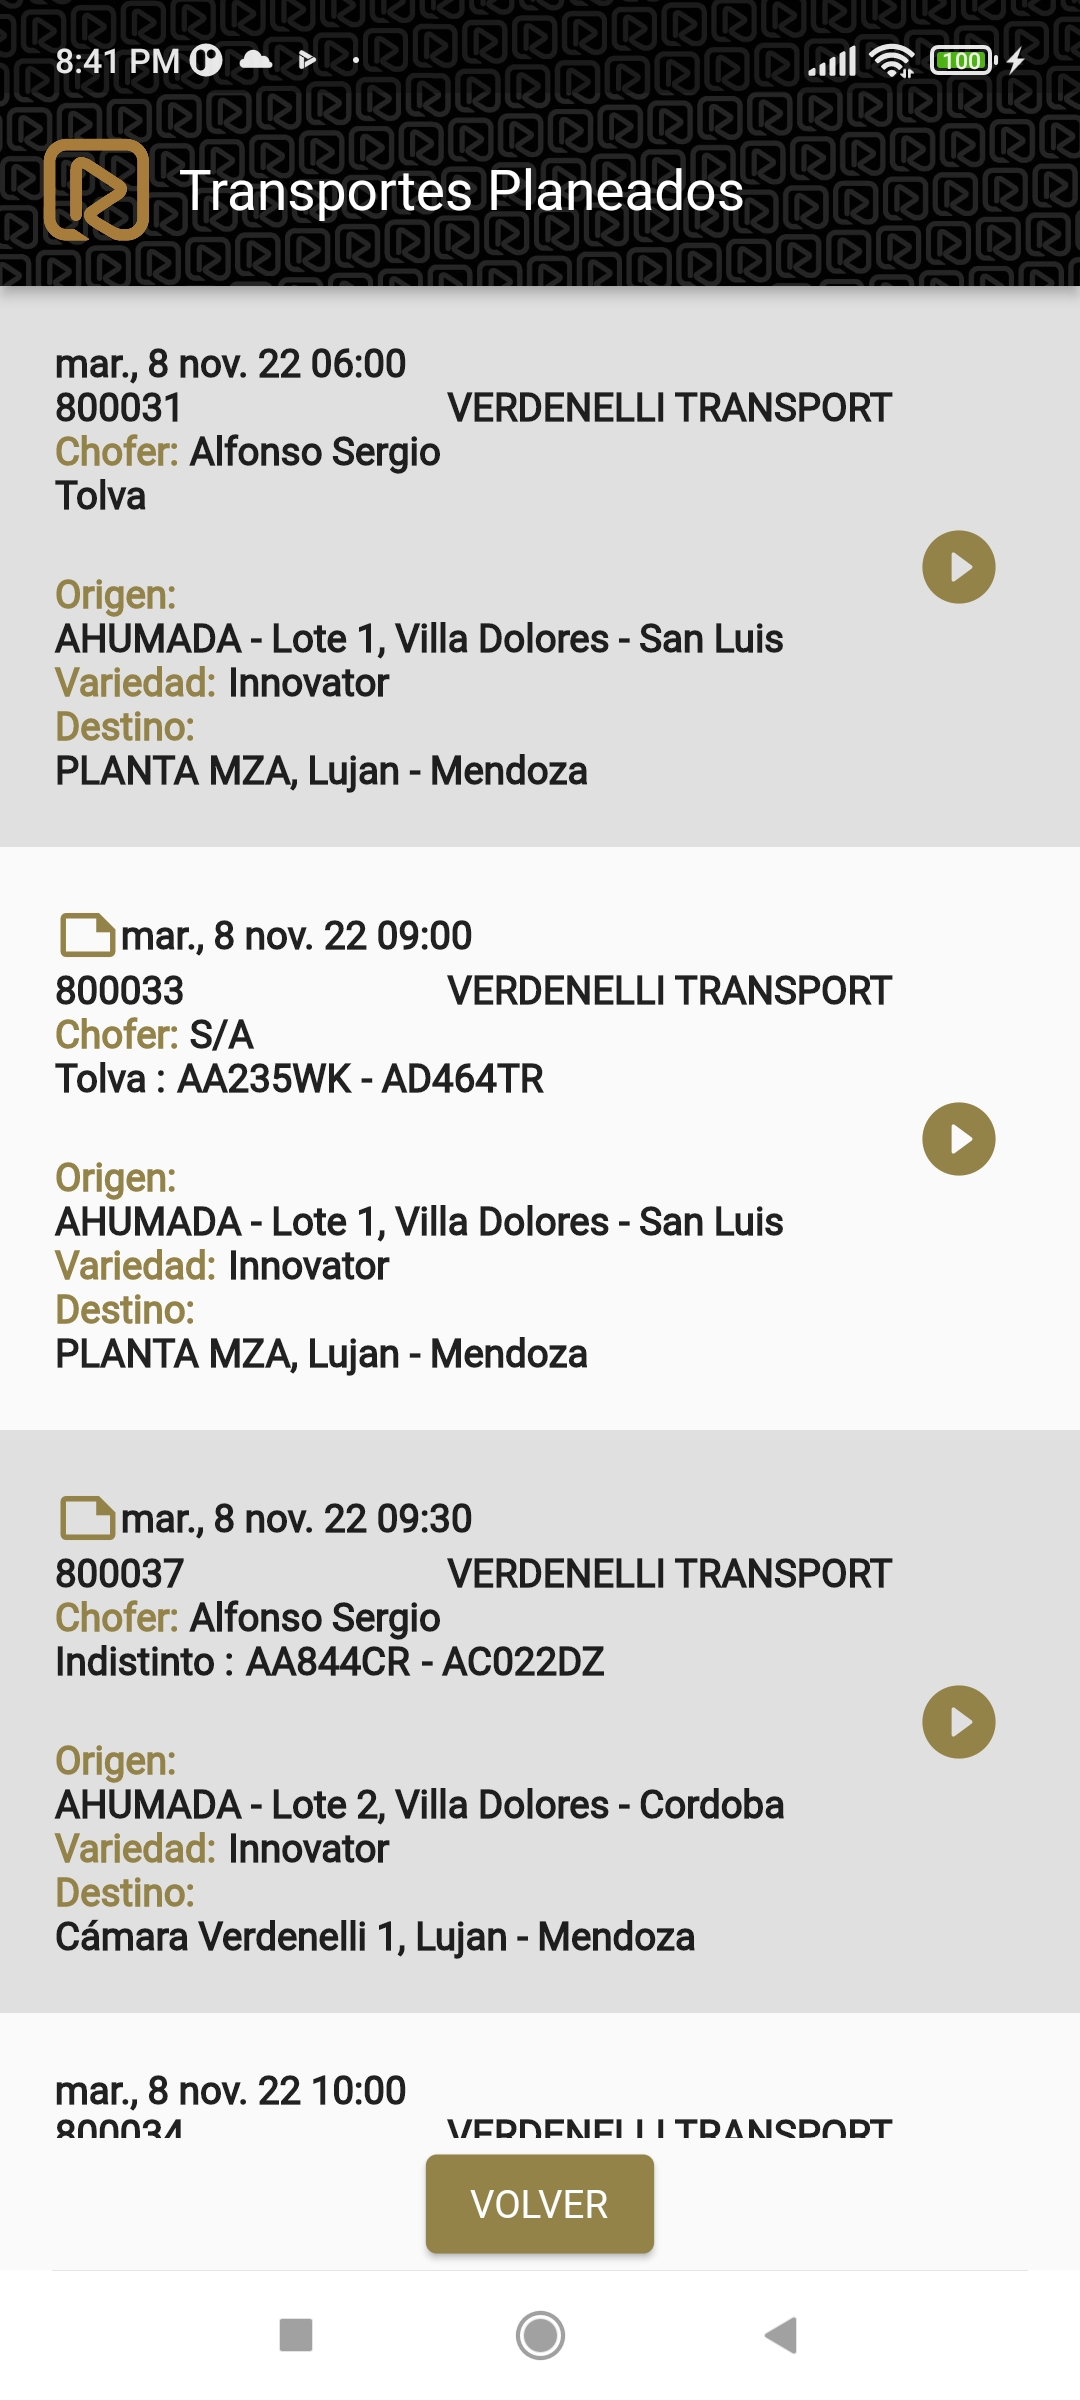 8:41 PM
100
Transportes Planeados
mar., 8 nov. 22 06:00
800031 VERDENELLI TRANSPORT
Chofer: Alfonso Sergio
Tolva
Origen:
AHUMADA - Lote 1, Villa Dolores - San Luis
Variedad: Innovator
Destino:
PLANTA MZA, Lujan - Mendoza
mar., 8 nov. 22 09:00
800033 VERDENELLI TRANSPORT
Chofer: S/A
Tolva : AA235WK - AD464TR
Origen:
AHUMADA - Lote 1, Villa Dolores - San Luis
Variedad: Innovator
Destino:
PLANTA MZA, Lujan - Mendoza
mar., 8 nov. 22 09:30
800037 VERDENELLI TRANSPORT
Chofer: Alfonso Sergio
Indistinto : AA844CR - AC022DZ
Origen:
AHUMADA - Lote 2, Villa Dolores - Cordoba
Variedad: Innovator
Destino:
Cámara Verdenelli 1, Lujan - Mendoza
mar., 8 nov. 22 10:00
800034 VERDENELLI TRANSPORT
VOLVER